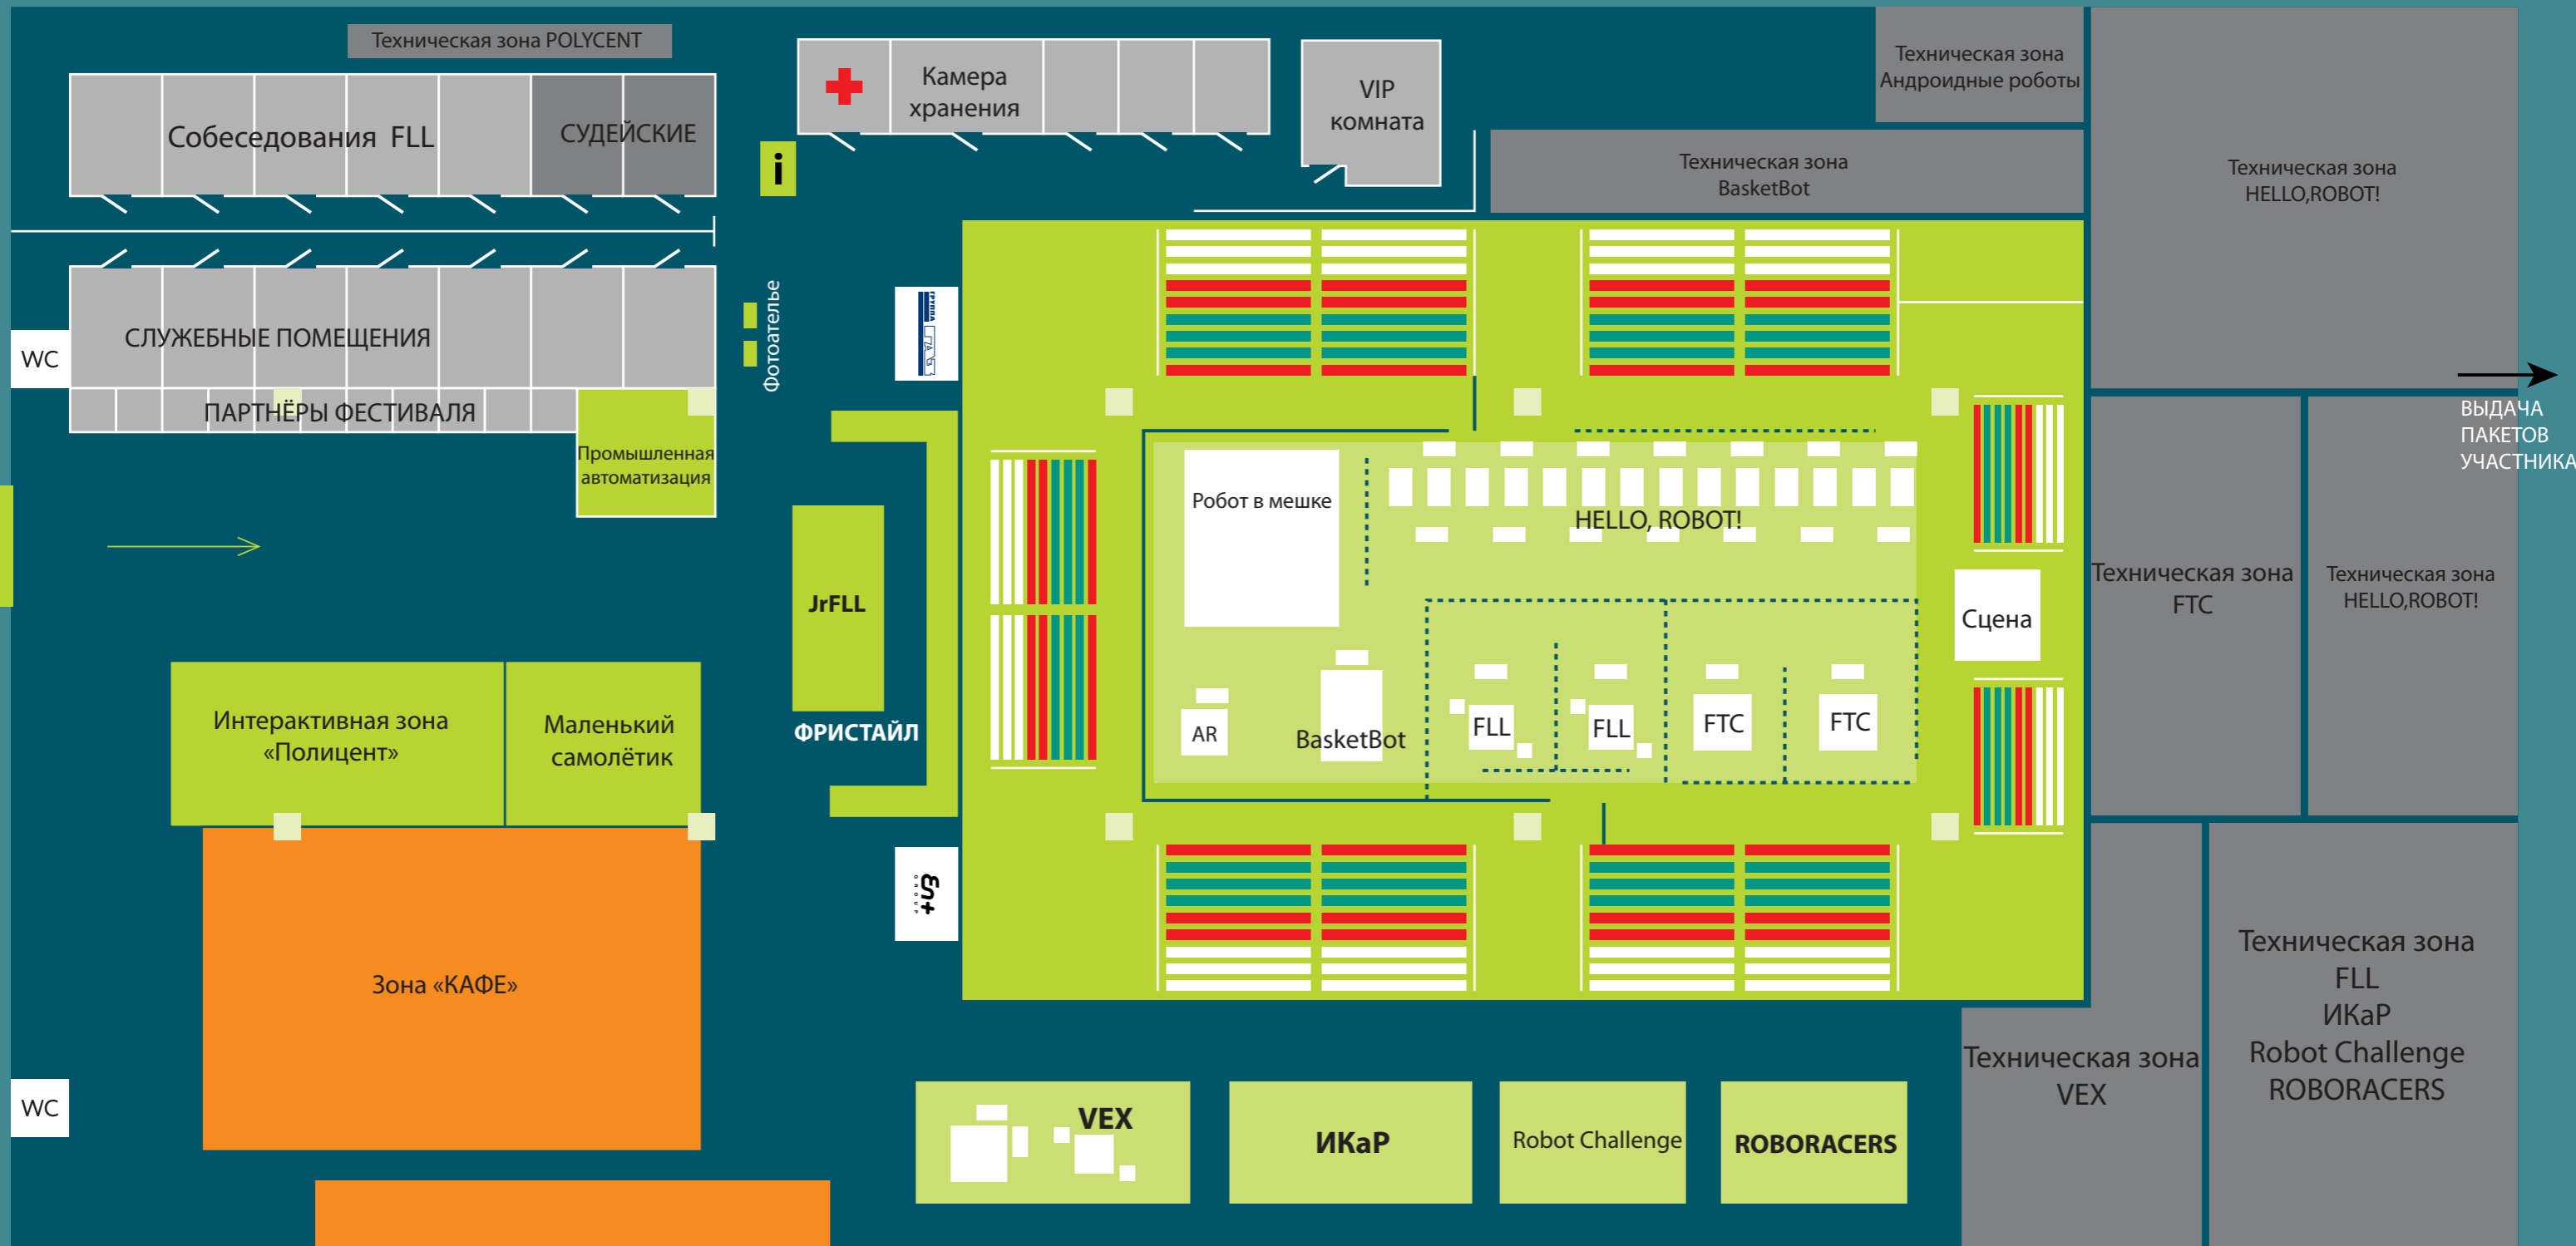 Техническая зона POLYCENT
Собеседования FLL
СУДЕЙСКИЕ
Камера
хранения
VIP
комната
i
Техническая зона
Андроидные роботы
Техническая зона
BasketBot
Техническая зона
HELLO,ROBOT!
WC
СЛУЖЕБНЫЕ ПОМЕЩЕНИЯ
ПАРТНЁРЫ ФЕСТИВАЛЯ
Промышленная
автоматизация
Фотоателье
ГРУППА
ВЫДАЧА
ПАКЕТОВ
УЧАСТНИКА
Робот в мешке
HELLO, ROBOT!
JrFLL
ФРИСТАЙЛ
AR
BasketBot
FLL
FLL
FTC
FTC
Сцена
Техническая зона
FTC
Техническая зона
HELLO,ROBOT!
Интерактивная зона
«Полицент»
Маленький
самолётик
Зона «КАФЕ»
En+
GROUP
WC
VEX
ИКаР
Robot Challenge
ROBORACERS
Техническая зона
VEX
Техническая зона
FLL
ИКаР
Robot Challenge
ROBORACERS